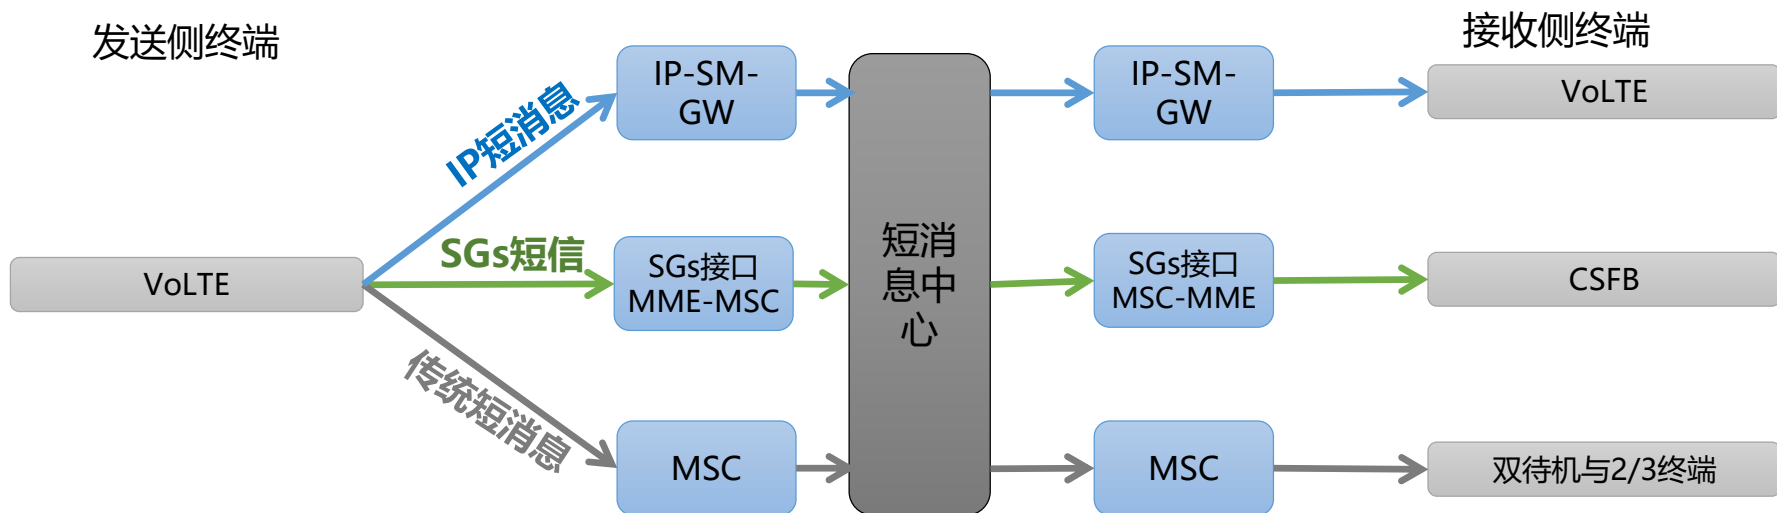 发送侧终端
接收侧终端
IP-SM-
GW
IP-SM-
GW
VoLTE
IP短消息
短消
息中
心
SGs短信
VoLTE
SGs接口
MME-MSC
SGs接口
MSC-MME
CSFB
传统短消息
MSC
MSC
双待机与2/3终端